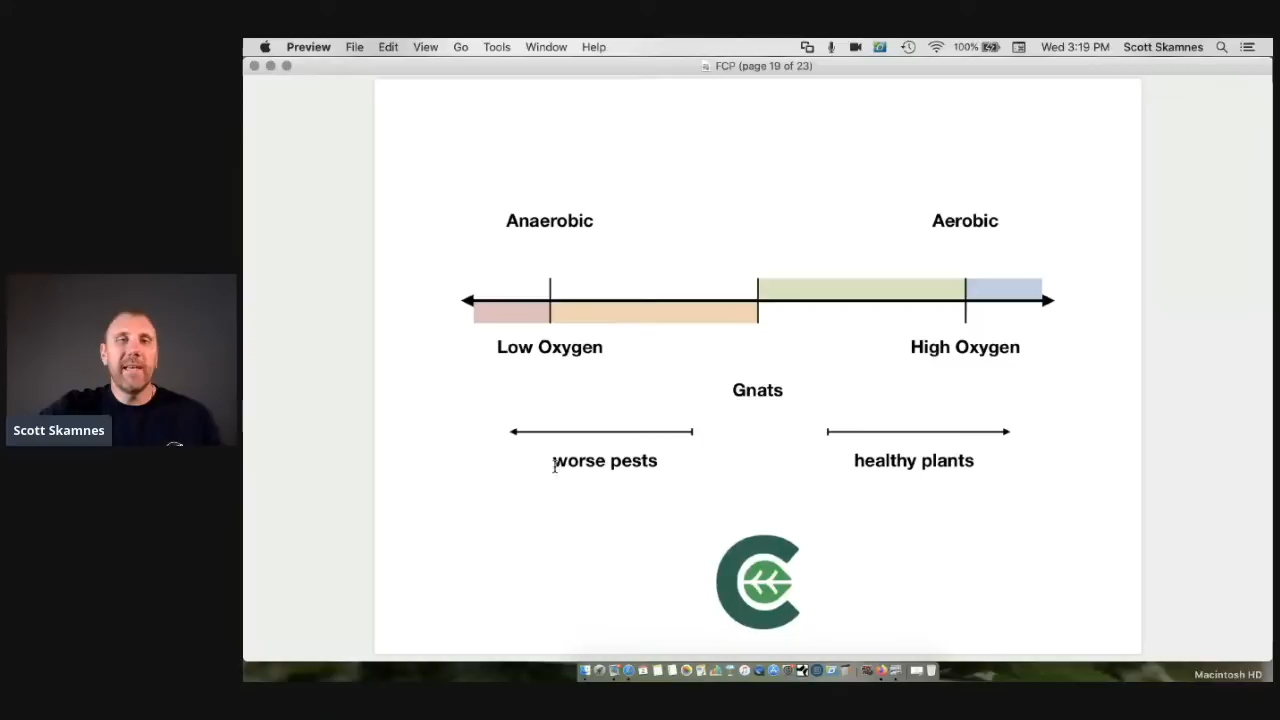 Preview File Edit View Go Tools Window Help 100% Wed 3:19 PM Scott Skamnes
FCP (page 19 of 23)
Anaerobic Aerobic
Low Oxygen High Oxygen
Gnats
worse pests healthy plants
Scott Skamnes
Macintosh HD